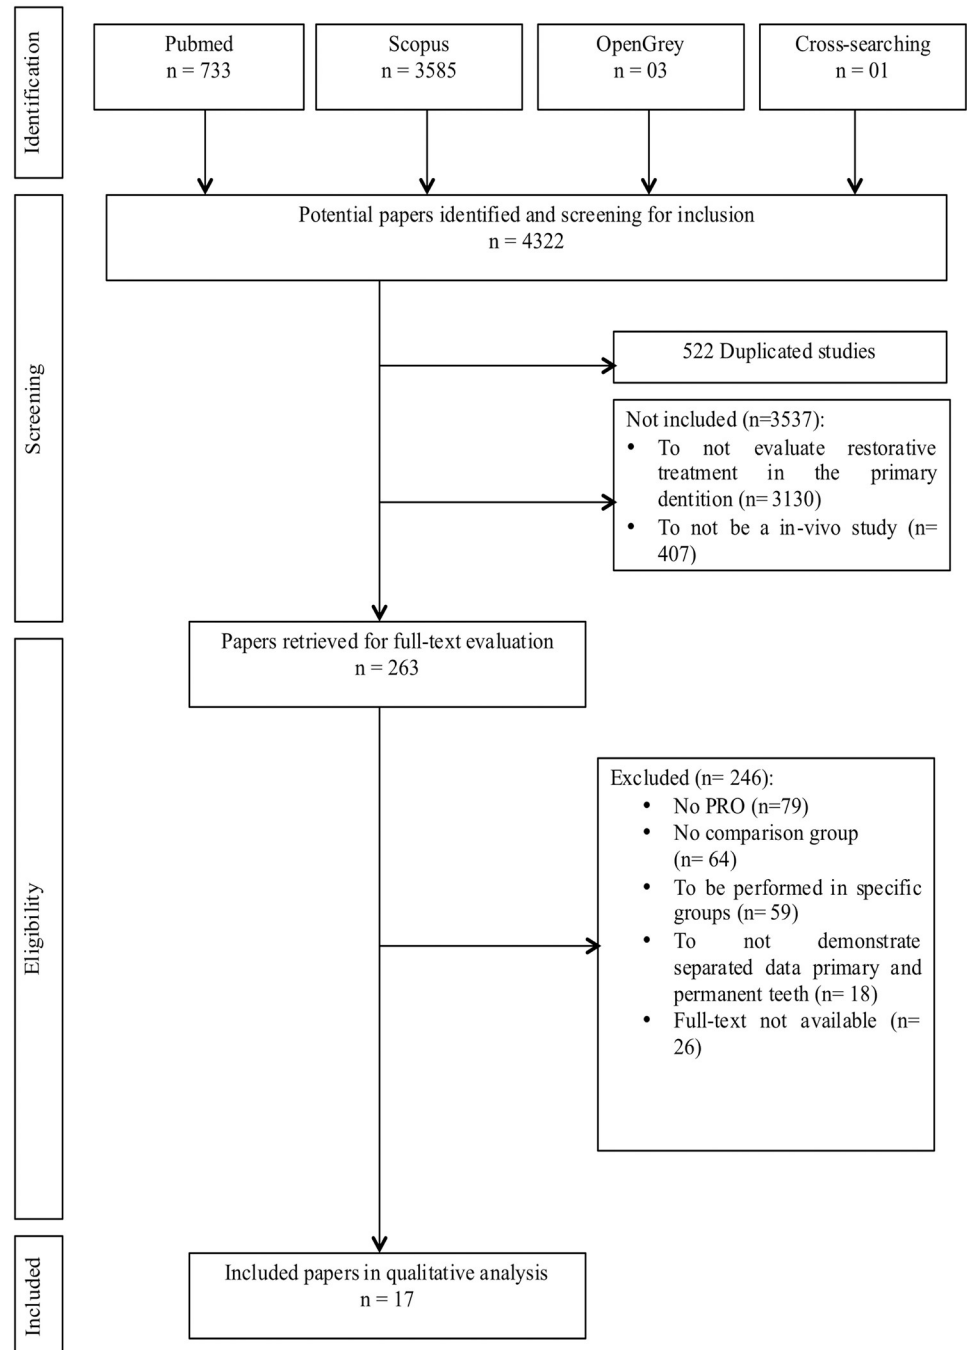 Identification
Pubmed
n = 733
Scopus
n = 3585
OpenGrey
n = 03
Cross-searching
n = 01
Screening
Potential papers identified and screening for inclusion
n = 4322
522 Duplicated studies
Not included (n=3537):
• To not evaluate restorative
treatment in the primary
dentition (n= 3130)
• To not be a in-vivo study (n=
407)
Eligibility
Papers retrieved for full-text evaluation
n = 263
Excluded (n= 246):
• No PRO (n=79)
• No comparison group
(n= 64)
• To be performed in specific
groups (n= 59)
• To not demonstrate
separated data primary and
permanent teeth (n= 18)
• Full-text not available (n=
26)
Included
Included papers in qualitative analysis
n = 17